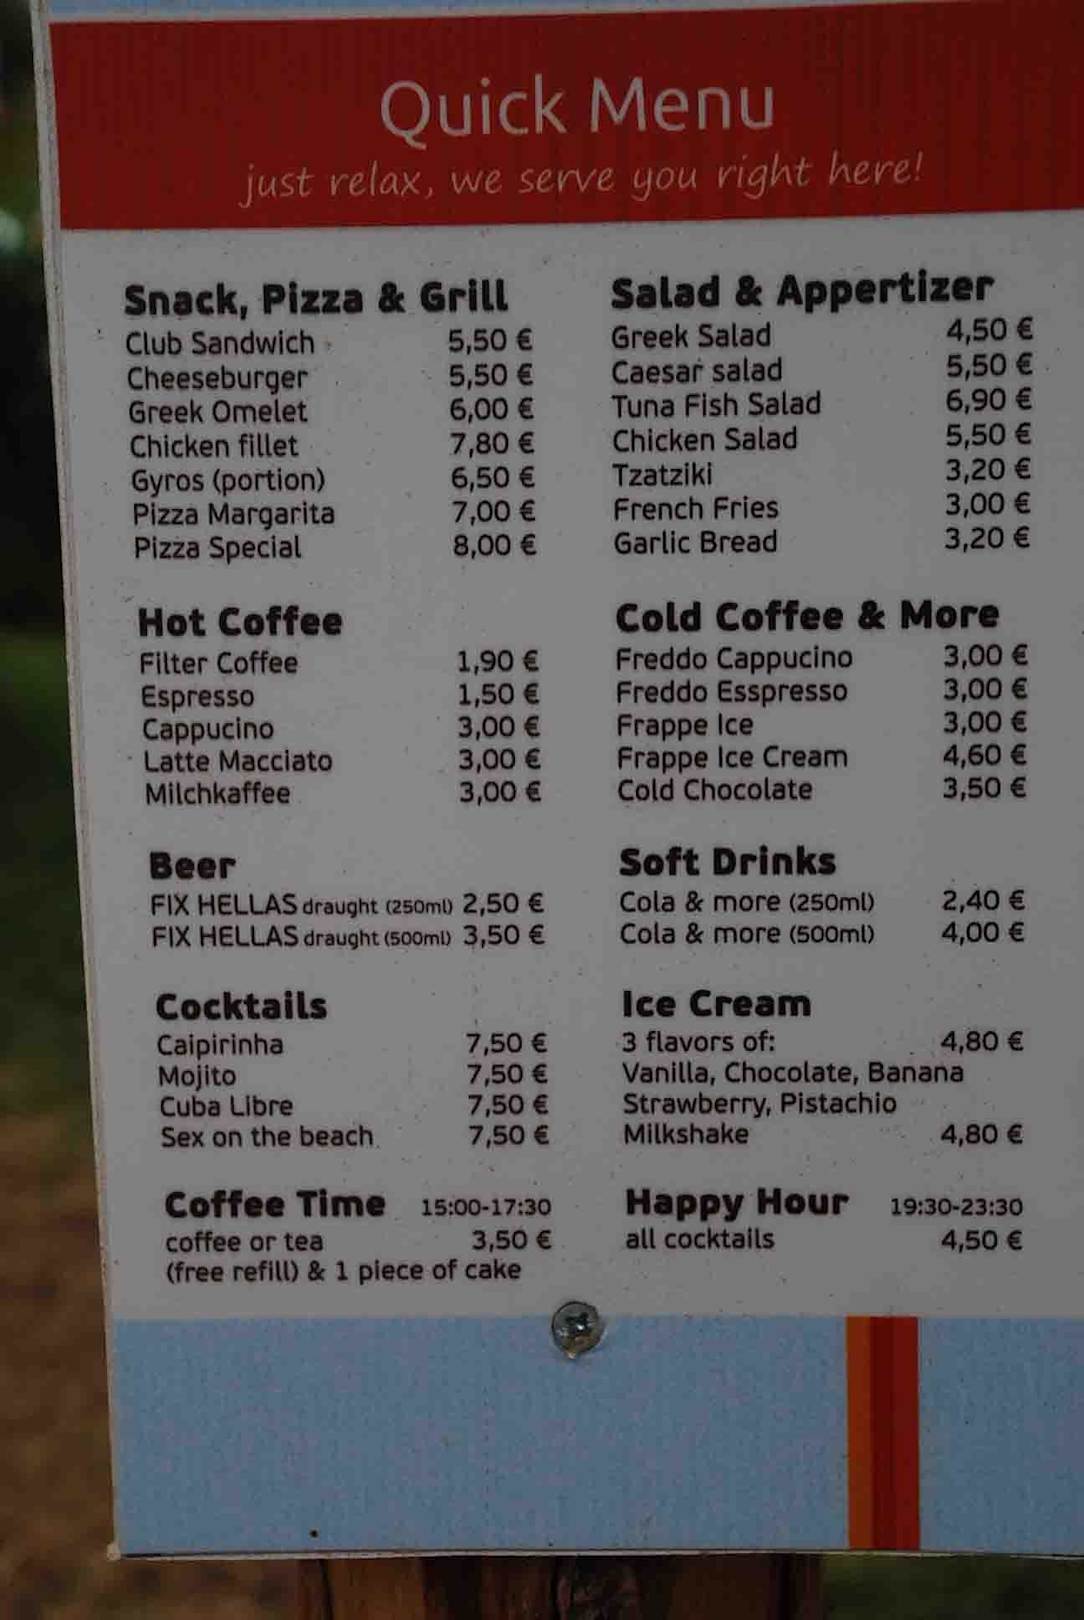 Quick Menu
just relax, we serve you right here!
Snack, Pizza & Grill
Club Sandwich 5,50 €
Cheeseburger 5,50 €
Greek Omelet 6,00 €
Chicken fillet 7,80 €
Gyros (portion) 6,50 €
Pizza Margarita 7,00 €
Pizza Special 8,00 €
Salad & Appertizer
Greek Salad 4,50 €
Caesar salad 5,50 €
Tuna Fish Salad 6,90 €
Chicken Salad 5,50 €
Tzatziki 3,20 €
French Fries 3,00 €
Garlic Bread 3,20 €
Hot Coffee
Filter Coffee 1,90 €
Espresso 1,50 €
Cappucino 3,00 €
Latte Macciato 3,00 €
Milchkaffee 3,00 €
Cold Coffee & More
Freddo Cappucino 3,00 €
Freddo Esspresso 3,00 €
Frappe Ice 3,00 €
Frappe Ice Cream 4,60 €
Cold Chocolate 3,50 €
Beer
FIX HELLAS draught (250ml) 2,50 €
FIX HELLAS draught (500ml) 3,50 €
Soft Drinks
Cola & more (250ml) 2,40 €
Cola & more (500ml) 4,00 €
Cocktails
Caipirinha 7,50 €
Mojito 7,50 €
Cuba Libre 7,50 €
Sex on the beach 7,50 €
Ice Cream
3 flavors of: 4,80 €
Vanilla, Chocolate, Banana
Strawberry, Pistachio
Milkshake 4,80 €
Coffee Time 15:00-17:30
coffee or tea 3,50 €
(free refill) & 1 piece of cake
Happy Hour 19:30-23:30
all cocktails 4,50 €